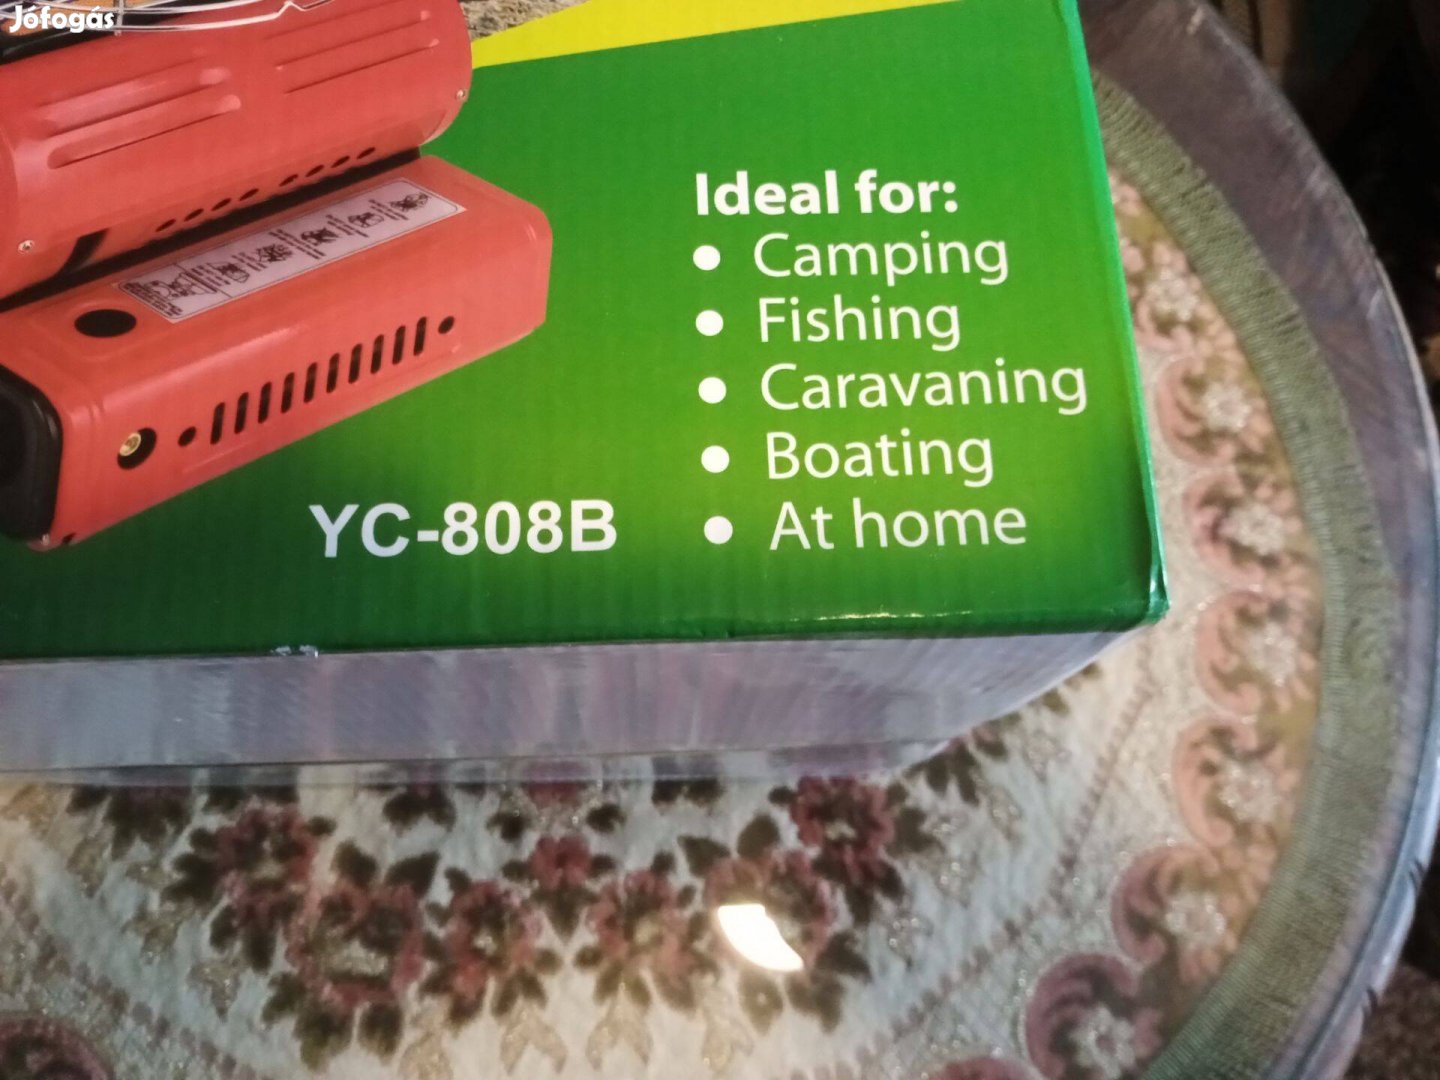 Jófogás
Ideal for:
• Camping
• Fishing
• Caravaning
• Boating
• At home
YC-808B